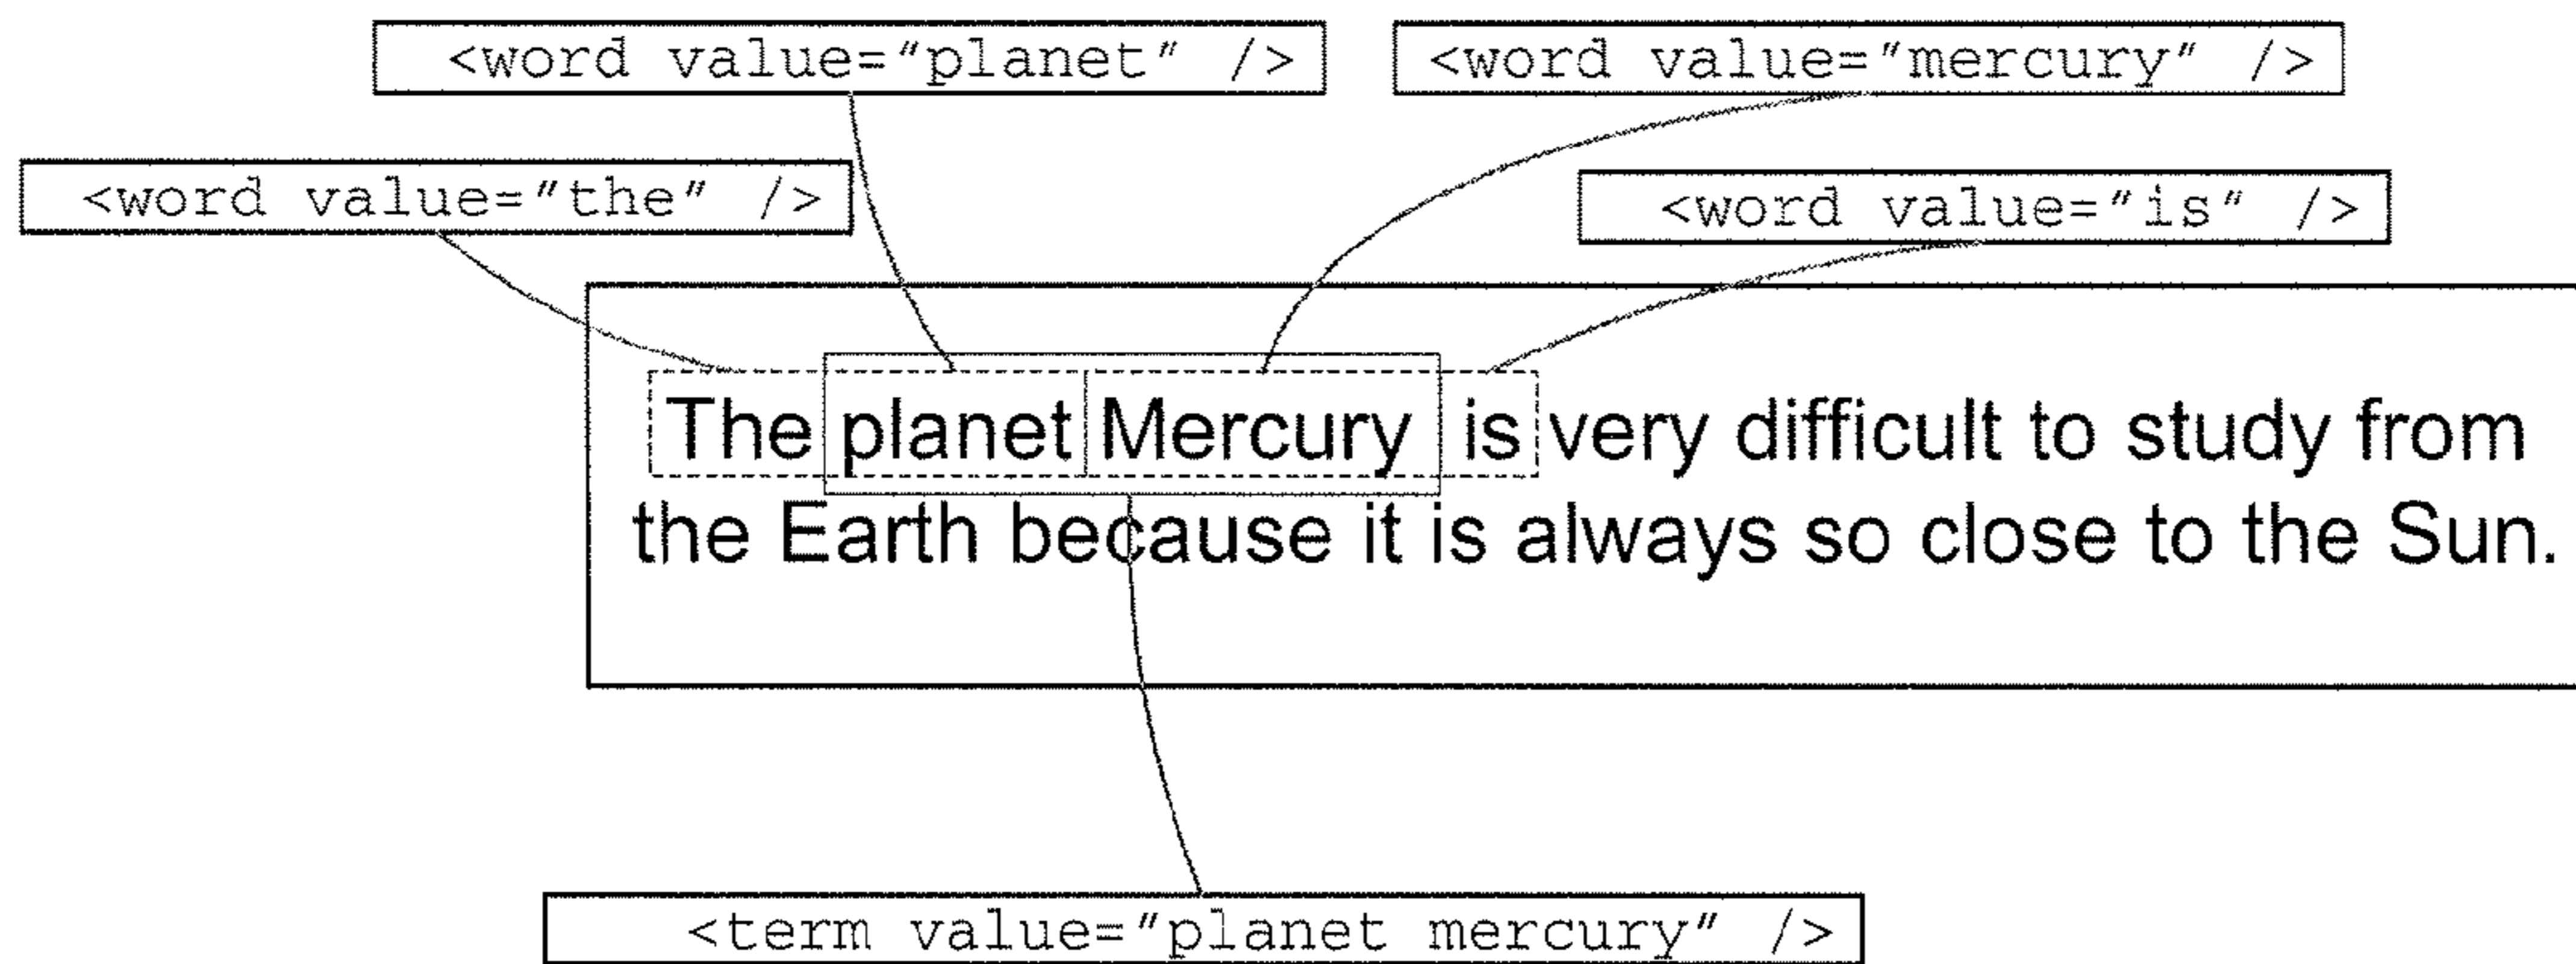 <word value="planet" />
<word value="mercury" />
<word value="the" />
<word value="is" />
The planet Mercury is very difficult to study from
the Earth because it is always so close to the Sun.
<term value="planet mercury" />